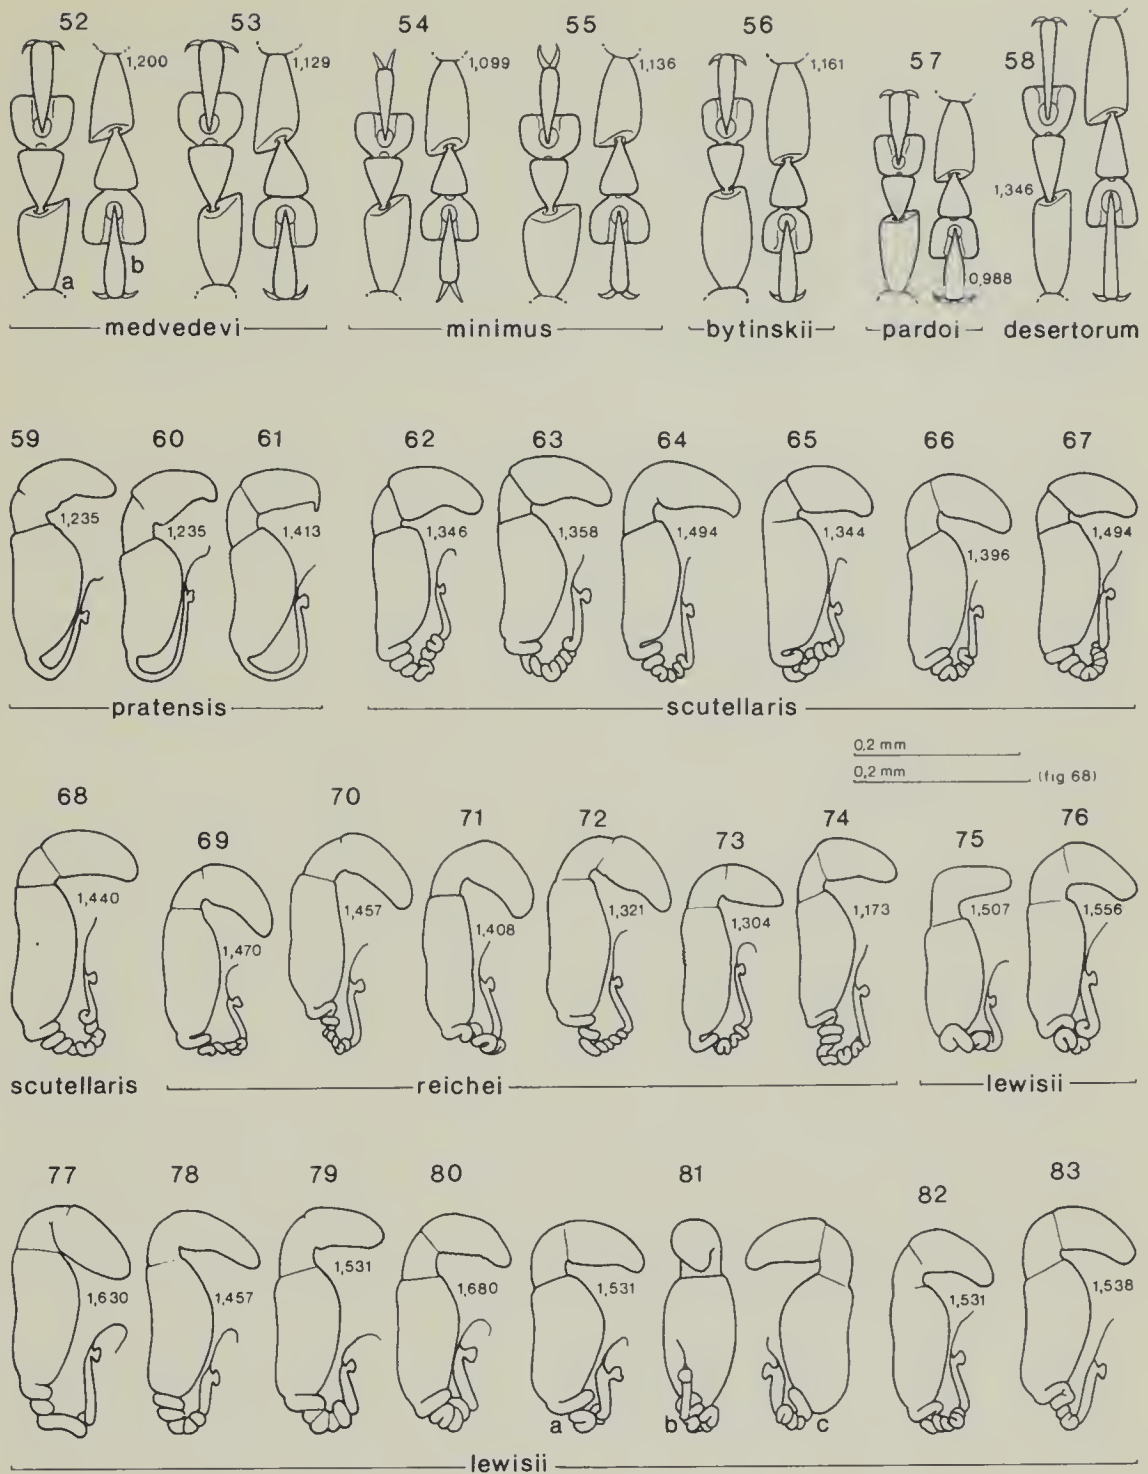 52 53 54 55 56 57 58
1,200 1,129 1,099 1,136 1,161
1,346
a b 0,988
medvedevi minimus bytinskii pardoi desertorum
59 60 61 62 63 64 65 66 67
1,235 1,235 1,413 1,346 1,358 1,494 1,344 1,396 1,494
pratensis scutellaris
0,2 mm
0,2 mm (fig 68)
68 69 70 71 72 73 74 75 76
1,440 1,470 1,457 1,408 1,321 1,304 1,173 1,507 1,556
scutellaris reichei lewisii
77 78 79 80 81 82 83
1,630 1,457 1,531 1,680 1,531 1,531 1,538
a b c
lewisii